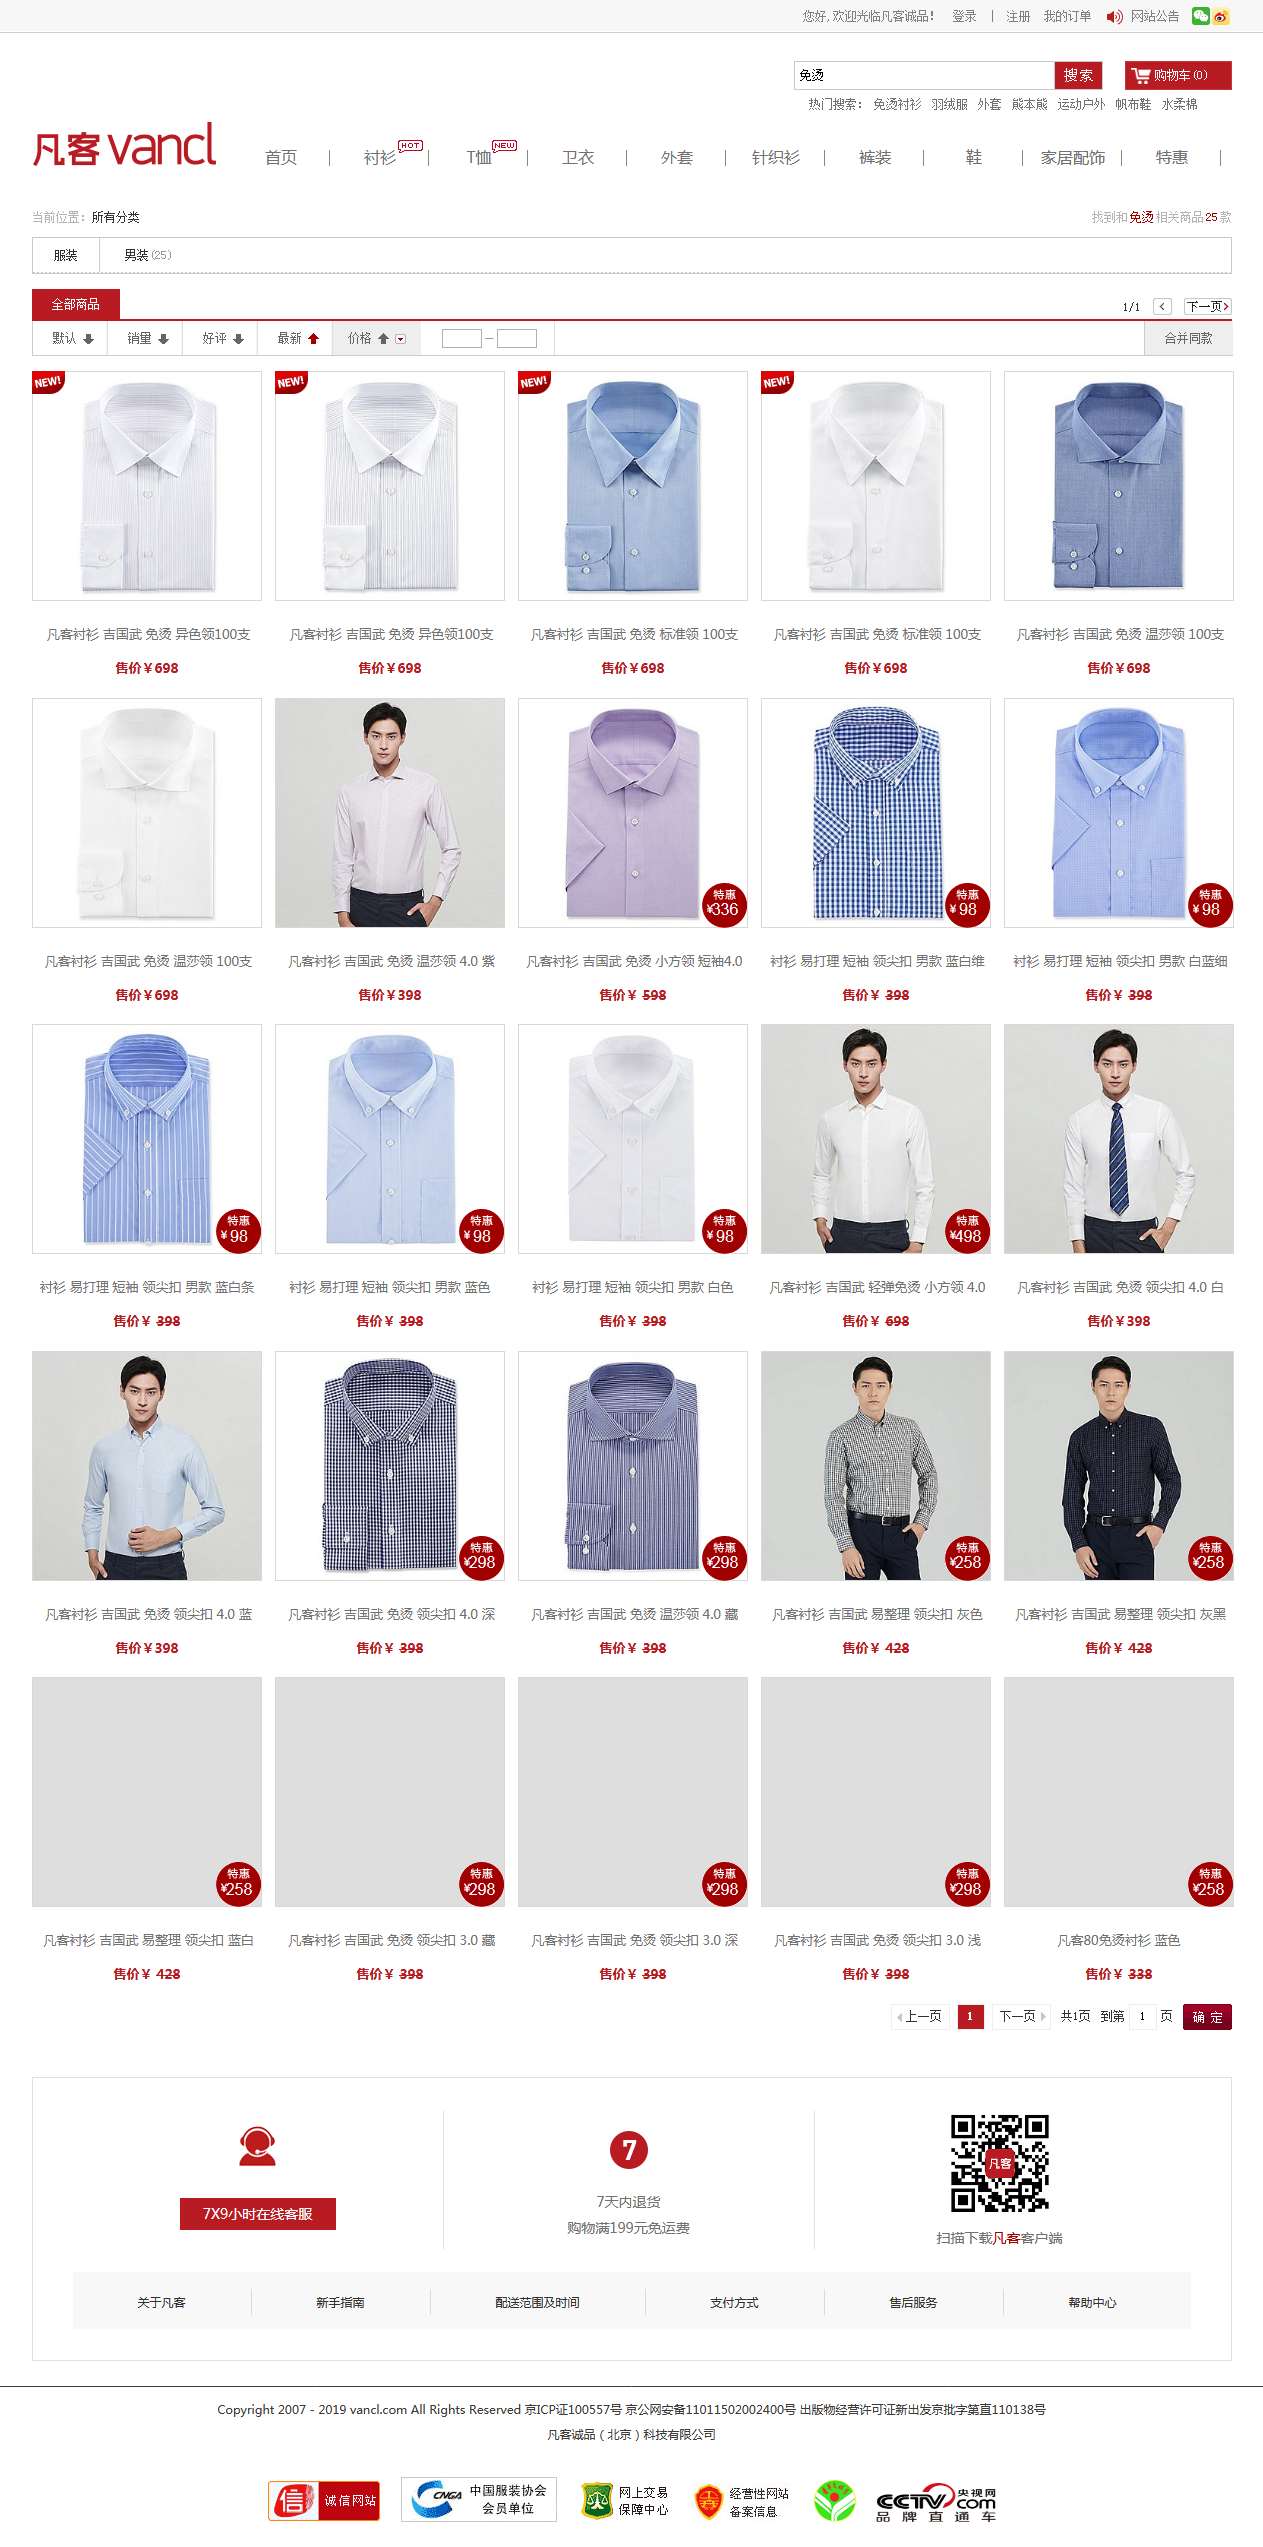 您好,欢迎光临凡客诚品! 登录 | 注册 我的订单 网站公告
免烫 搜索 购物车(0)
热门搜索: 免烫衬衫 羽绒服 外套 熊本熊 运动户外 帆布鞋 水柔棉
凡客 vancl
首页 衬衫 HOT T恤 NEW 卫衣 外套 针织衫 裤装 鞋 家居配饰 特惠
当前位置: 所有分类 找到和免烫相关商品25款
服装 男装(25)
全部商品 1/1 下一页
默认 销量 好评 最新 价格 — 合并同款
NEW! NEW! NEW! NEW!
凡客衬衫 吉国武 免烫 异色领100支 凡客衬衫 吉国武 免烫 异色领100支 凡客衬衫 吉国武 免烫 标准领 100支 凡客衬衫 吉国武 免烫 标准领 100支 凡客衬衫 吉国武 免烫 温莎领 100支
售价¥698 售价¥698 售价¥698 售价¥698 售价¥698
特惠 ¥336 特惠 ¥98 特惠 ¥98
凡客衬衫 吉国武 免烫 温莎领 100支 凡客衬衫 吉国武 免烫 温莎领 4.0 紫 凡客衬衫 吉国武 免烫 小方领 短袖4.0 衬衫 易打理 短袖 领尖扣 男款 蓝白维 衬衫 易打理 短袖 领尖扣 男款 白蓝细
售价¥698 售价¥398 售价¥ 598 售价¥ 398 售价¥ 398
特惠 ¥98 特惠 ¥98 特惠 ¥98 特惠 ¥498
衬衫 易打理 短袖 领尖扣 男款 蓝白条 衬衫 易打理 短袖 领尖扣 男款 蓝色 衬衫 易打理 短袖 领尖扣 男款 白色 凡客衬衫 吉国武 轻弹免烫 小方领 4.0 凡客衬衫 吉国武 免烫 领尖扣 4.0 白
售价¥ 398 售价¥ 398 售价¥ 398 售价¥ 698 售价¥398
特惠 ¥298 特惠 ¥298 特惠 ¥258 特惠 ¥258
凡客衬衫 吉国武 免烫 领尖扣 4.0 蓝 凡客衬衫 吉国武 免烫 领尖扣 4.0 深 凡客衬衫 吉国武 免烫 温莎领 4.0 藏 凡客衬衫 吉国武 易整理 领尖扣 灰色 凡客衬衫 吉国武 易整理 领尖扣 灰黑
售价¥398 售价¥ 398 售价¥ 398 售价¥ 428 售价¥ 428
特惠 ¥258 特惠 ¥298 特惠 ¥298 特惠 ¥298 特惠 ¥258
凡客衬衫 吉国武 易整理 领尖扣 蓝白 凡客衬衫 吉国武 免烫 领尖扣 3.0 藏 凡客衬衫 吉国武 免烫 领尖扣 3.0 深 凡客衬衫 吉国武 免烫 领尖扣 3.0 浅 凡客80免烫衬衫 蓝色
售价¥ 428 售价¥ 398 售价¥ 398 售价¥ 398 售价¥ 338
上一页 1 下一页 共1页 到第 1 页 确 定
7 凡客
7X9小时在线客服
7天内退货
购物满199元免运费
扫描下载凡客客户端
关于凡客 新手指南 配送范围及时间 支付方式 售后服务 帮助中心
Copyright 2007 - 2019 vancl.com All Rights Reserved 京ICP证100557号 京公网安备11011502002400号 出版物经营许可证新出发京批字第直110138号
凡客诚品(北京)科技有限公司
信 诚信网站
CNGA 中国服装协会 会员单位
网上交易 保障中心
经营性网站 备案信息
CCTV.com 央视网 品牌直通车